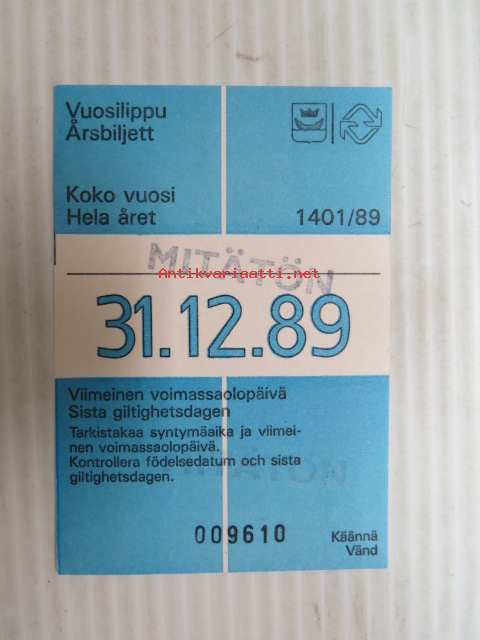 Vuosilippu
Årsbiljett
Koko vuosi
Hela året
1401/89
MITÄTÖN
Antikvariaatti.net
31.12.89
Viimeinen voimassaolopäivä
Sista giltighetsdagen
Tarkistakaa syntymäaika ja viimei-
nen voimassaolopäivä.
Kontrollera födelsedatum och sista
giltighetsdagen.
009610
Käännä
Vänd